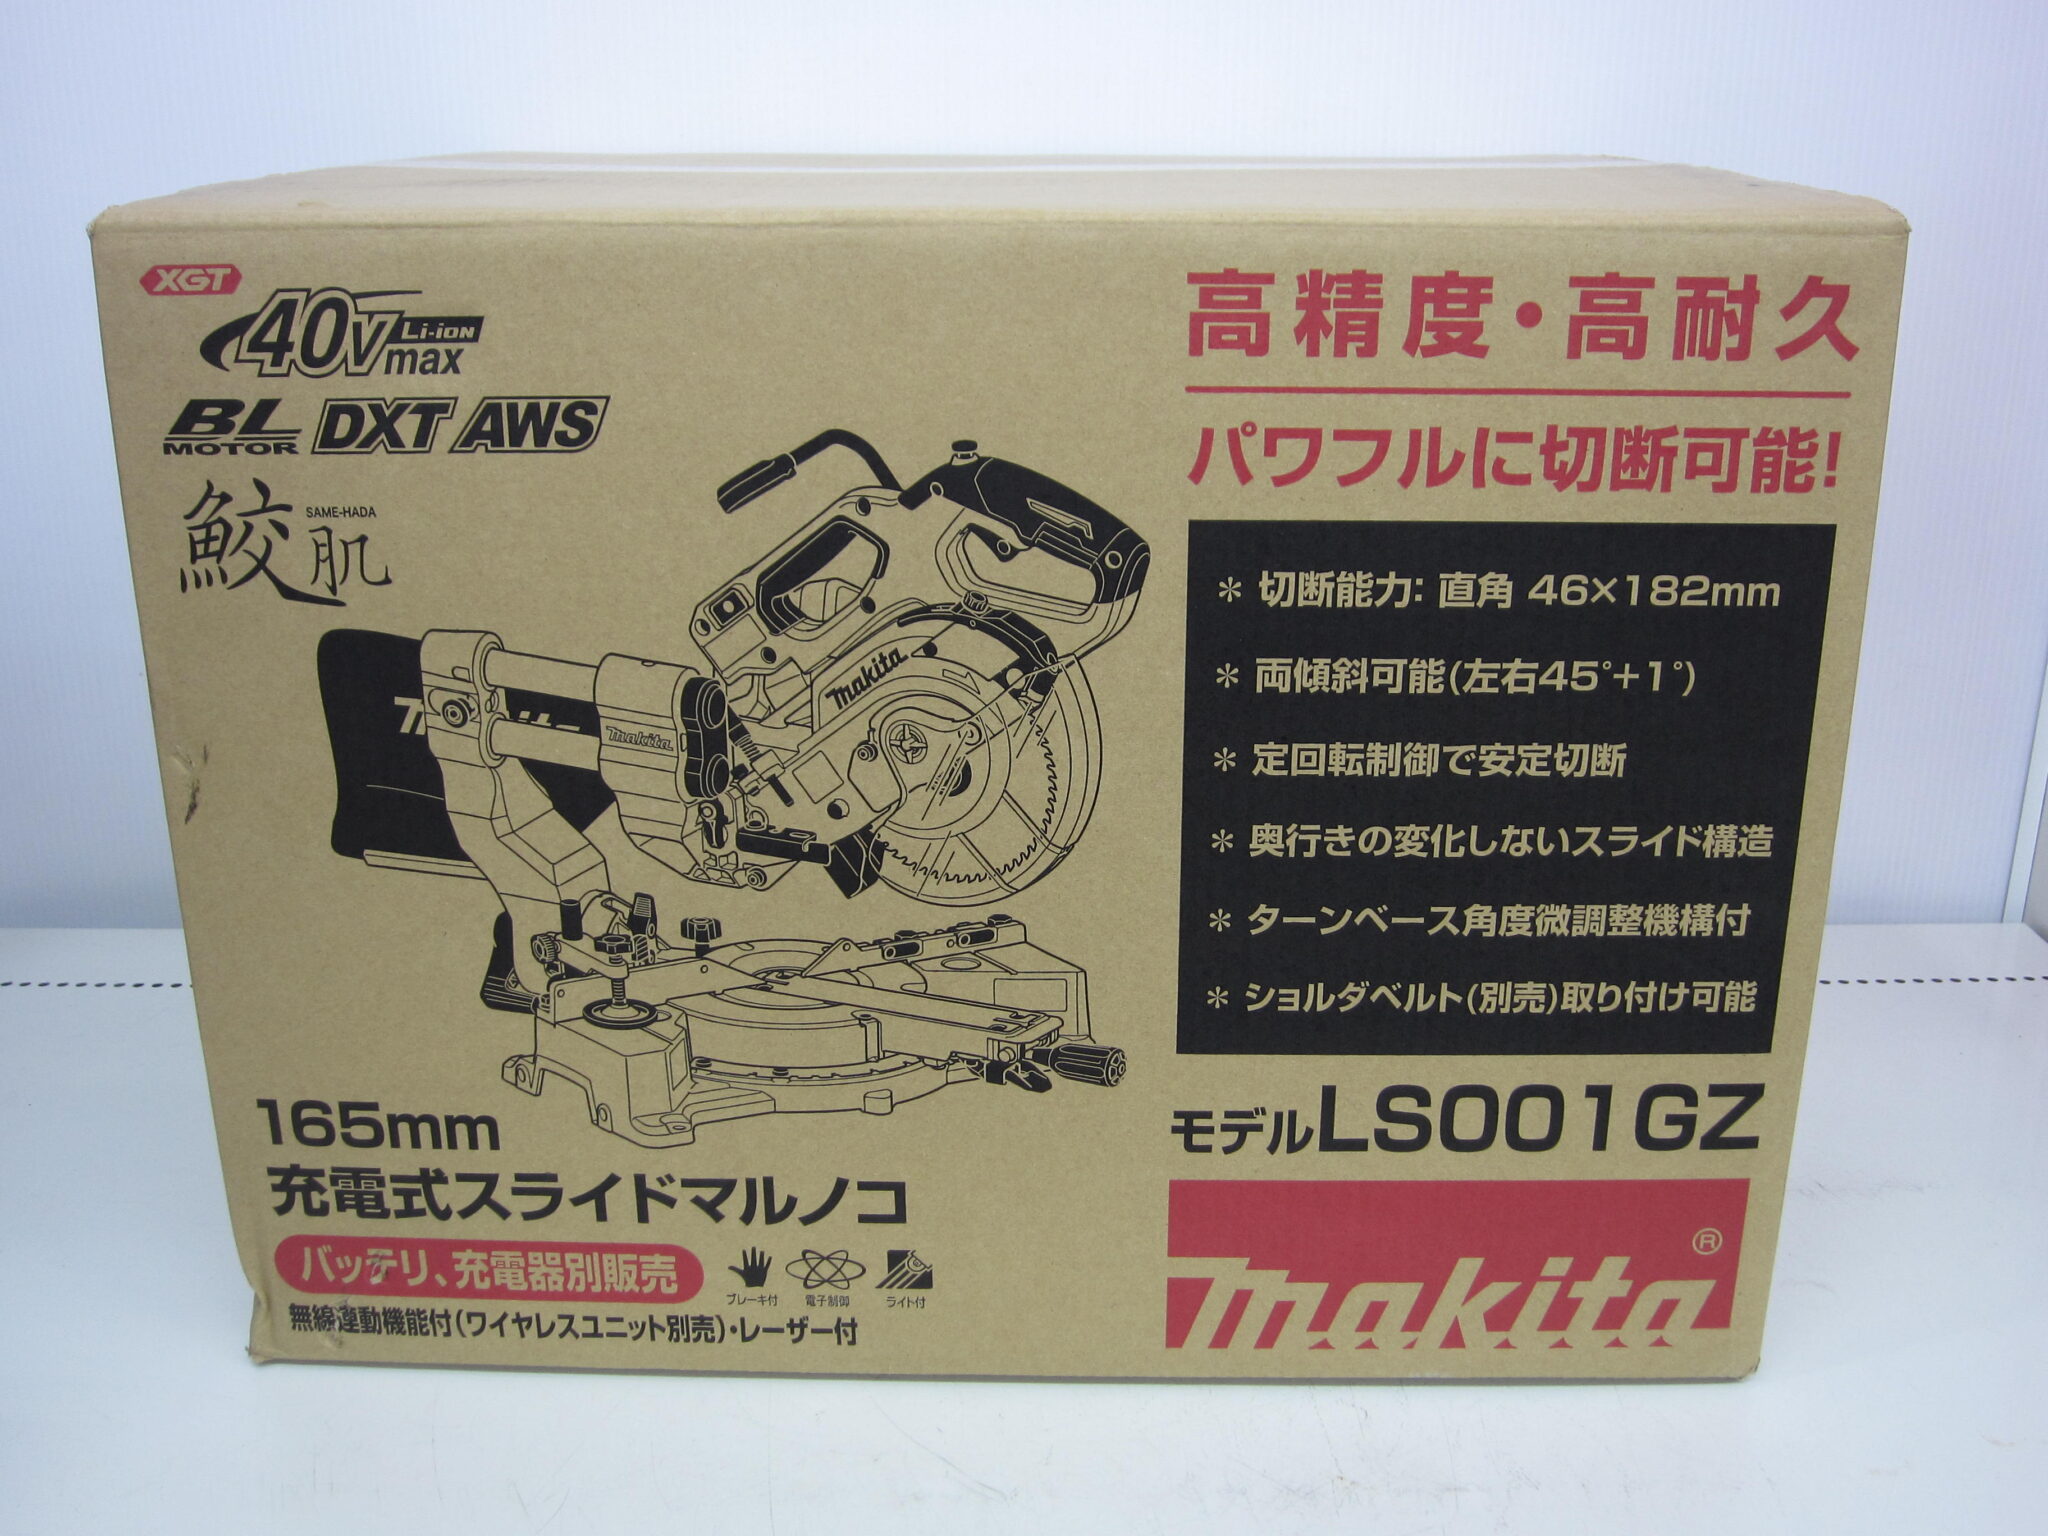 XGT
40Vmax Li-ion
BL MOTOR DXT AWS
鮫肌 SAME-HADA
makita
makita
165mm
充電式スライドマルノコ
バッテリ、充電器別販売
ブレーキ付 電子制御 ライト付
無線連動機能付(ワイヤレスユニット別売)・レーザー付
高精度・高耐久
パワフルに切断可能!
* 切断能力: 直角 46×182mm
* 両傾斜可能(左右45°+1°)
* 定回転制御で安定切断
* 奥行きの変化しないスライド構造
* ターンベース角度微調整機構付
* ショルダベルト(別売)取り付け可能
モデルLS001GZ
makita®